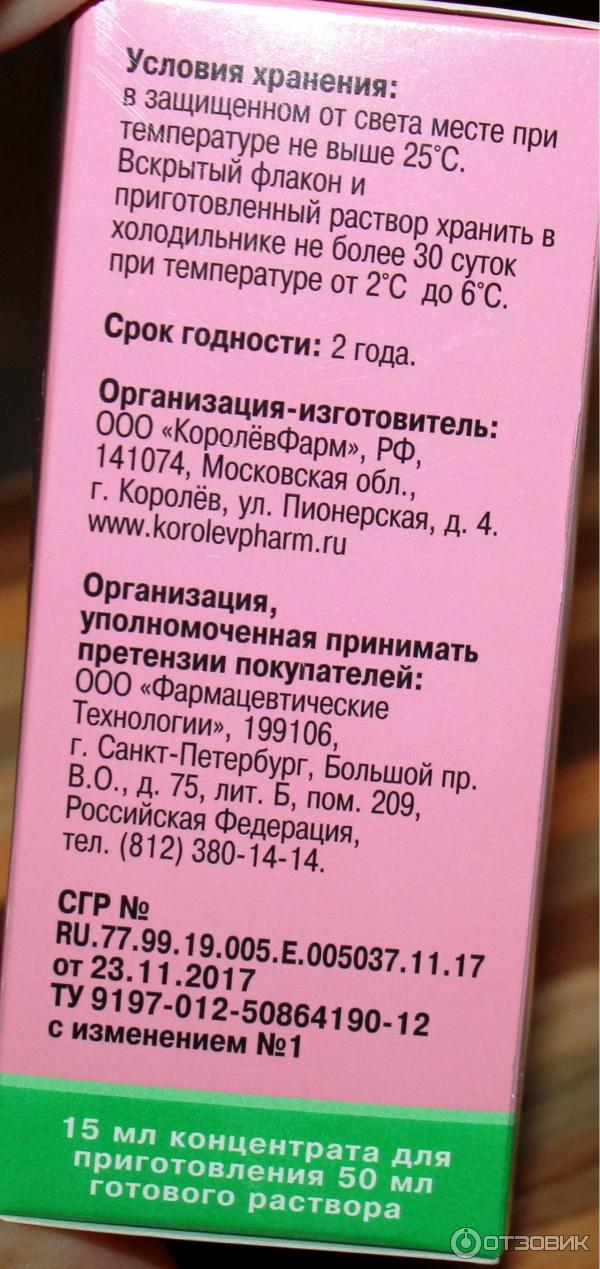 Условия хранения:
в защищенном от света месте при
температуре не выше 25°С.
Вскрытый флакон и
приготовленный раствор хранить в
холодильнике не более 30 суток
при температуре от 2°С до 6°С.
Срок годности: 2 года.
Организация-изготовитель:
ООО «КоролёвФарм», РФ,
141074, Московская обл.,
г. Королёв, ул. Пионерская, д. 4.
www.korolevpharm.ru
Организация,
уполномоченная принимать
претензии покупателей:
ООО «Фармацевтические
Технологии», 199106,
г. Санкт-Петербург, Большой пр.
В.О., д. 75, лит. Б, пом. 209,
Российская Федерация,
тел. (812) 380-14-14.
СГР №
RU.77.99.19.005.Е.005037.11.17
от 23.11.2017
ТУ 9197-012-50864190-12
с изменением №1
15 мл концентрата для
приготовления 50 мл
готового раствора
ОТЗОВИК